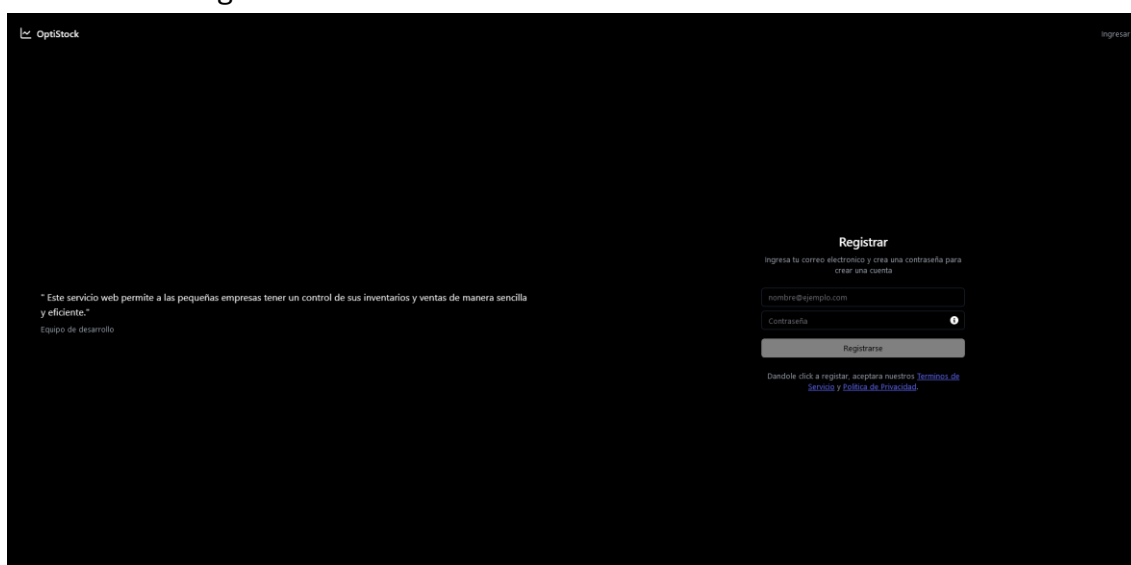 OptiStock
Ingresar
Registrar
Ingresa tu correo electronico y crea una contraseña para
crear una cuenta
" Este servicio web permite a las pequeñas empresas tener un control de sus inventarios y ventas de manera sencilla
y eficiente."
Equipo de desarrollo
nombre@ejemplo.com
Contraseña
Registrarse
Dandole click a registar, aceptara nuestros Terminos de
Servicio y Politica de Privacidad.